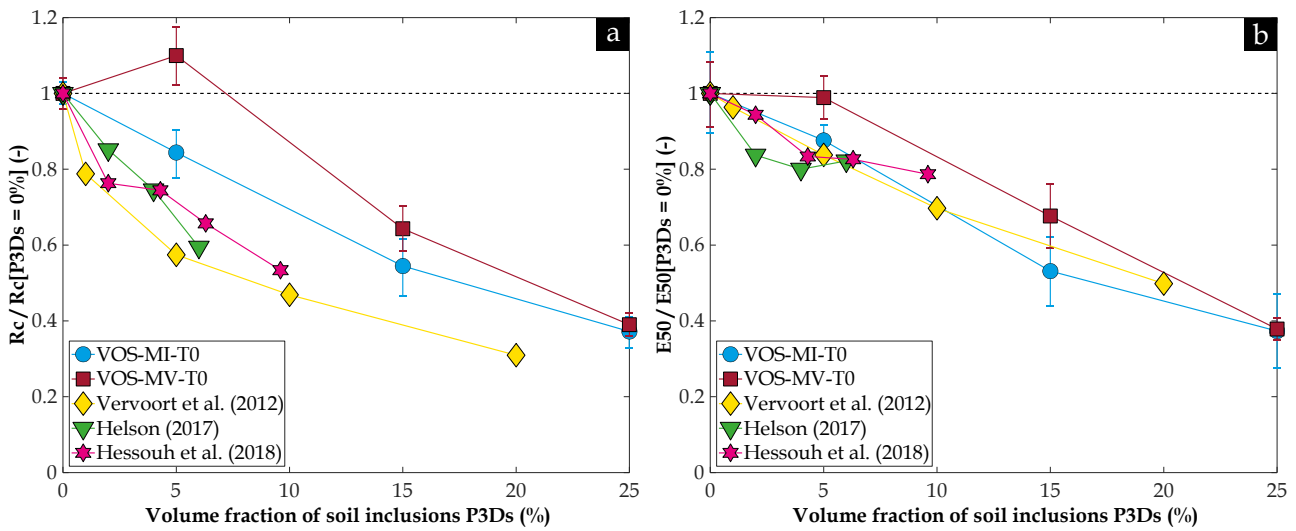 1.2
1
0.8
0.6
0.4
0.2
0
0
5
10
15
20
25
Rc / Rc[P3Ds = 0%] (-)
Volume fraction of soil inclusions P3Ds (%)
a
VOS-MI-T0
VOS-MV-T0
Vervoort et al. (2012)
Helson (2017)
Hessouh et al. (2018)
1.2
1
0.8
0.6
0.4
0.2
0
0
5
10
15
20
25
E50 / E50[P3Ds = 0%] (-)
Volume fraction of soil inclusions P3Ds (%)
b
VOS-MI-T0
VOS-MV-T0
Vervoort et al. (2012)
Helson (2017)
Hessouh et al. (2018)